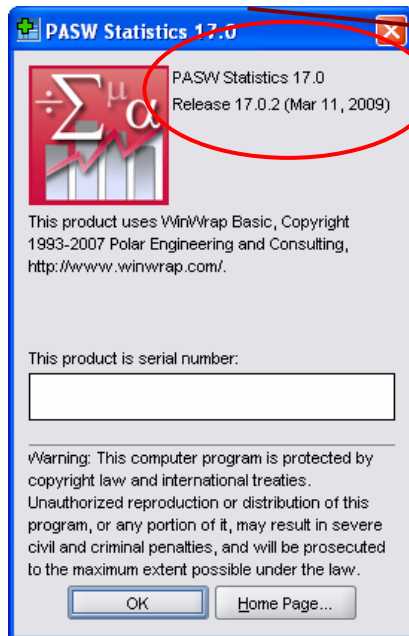 PASW Statistics 17.0
÷Σμα
PASW Statistics 17.0
Release 17.0.2 (Mar 11, 2009)
This product uses WinWrap Basic, Copyright
1993-2007 Polar Engineering and Consulting,
http://www.winwrap.com/.
This product is serial number:
Warning: This computer program is protected by
copyright law and international treaties.
Unauthorized reproduction or distribution of this
program, or any portion of it, may result in severe
civil and criminal penalties, and will be prosecuted
to the maximum extent possible under the law.
OK
Home Page...